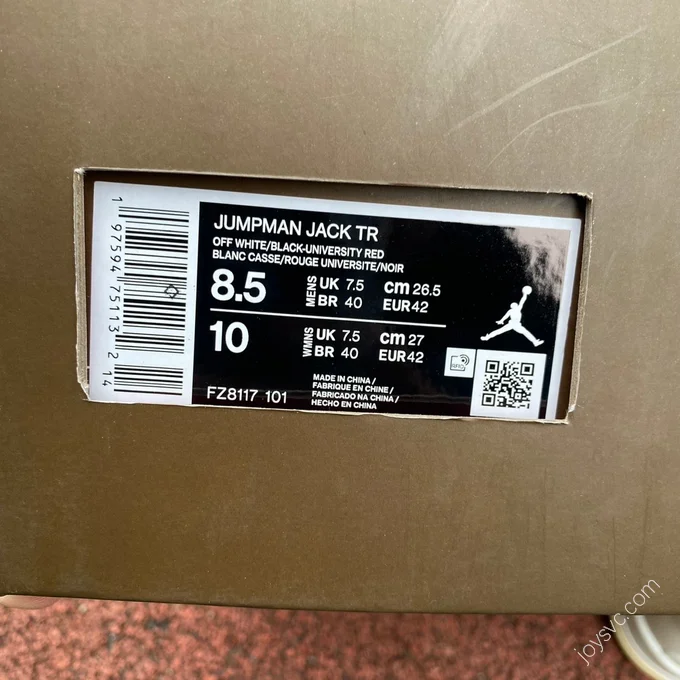 JUMPMAN JACK TR
OFF WHITE/BLACK-UNIVERSITY RED
BLANC CASSE/ROUGE UNIVERSITE/NOIR
8.5 MENS UK 7.5 cm 26.5
BR 40 EUR 42
10 WMNS UK 7.5 cm 27
BR 40 EUR 42
FZ8117 101
MADE IN CHINA /
FABRIQUE EN CHINE /
FABRICADO NA CHINA /
HECHO EN CHINA
1 97594 75113 2 14
joysvc.com